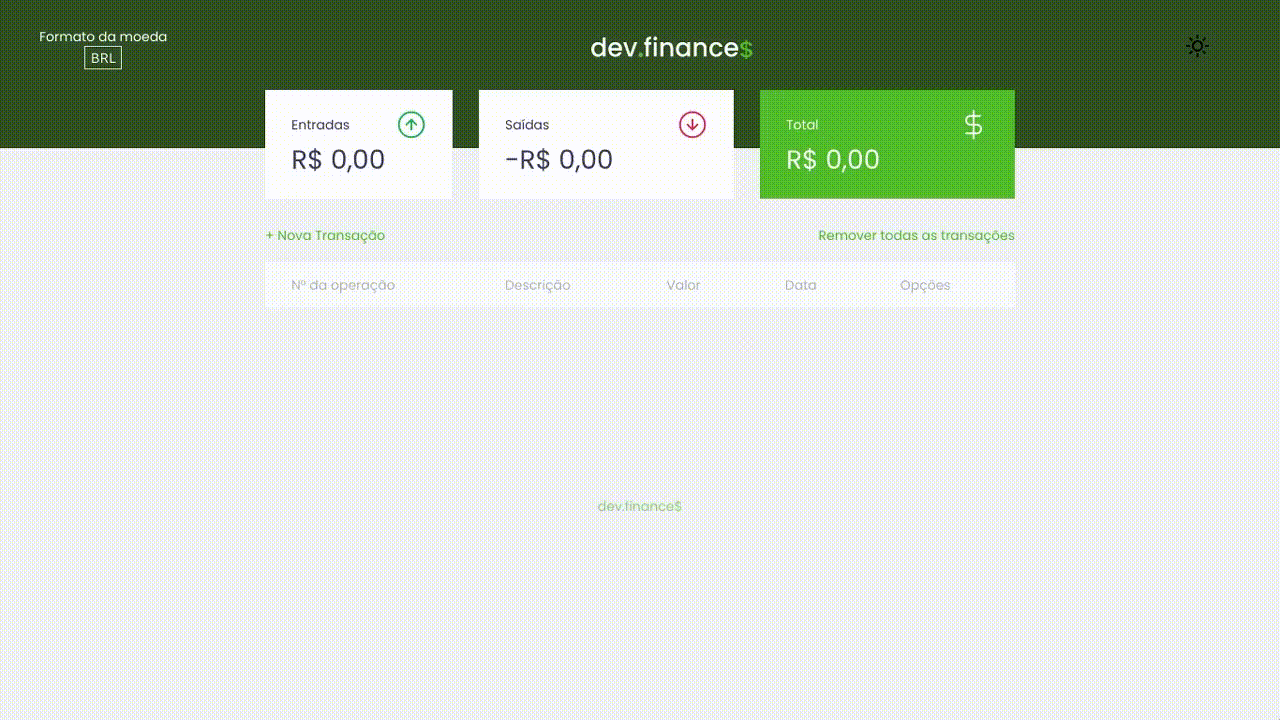 Formato da moeda
BRL
dev.finance$
Entradas
R$ 0,00
Saídas
-R$ 0,00
Total
$
R$ 0,00
+ Nova Transação
Remover todas as transações
Nº da operação Descrição Valor Data Opções
dev.finance$